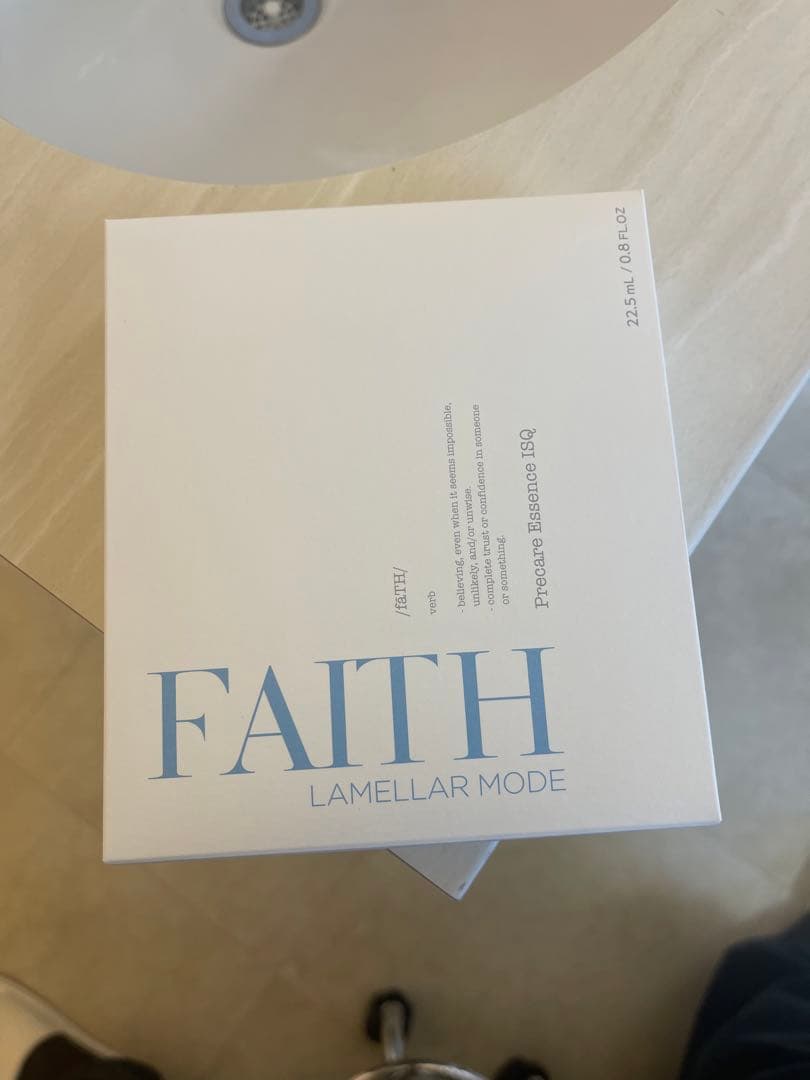 FAITH
LAMELLAR MODE
/fāTH/
verb
- believing, even when it seems impossible,
unlikely, and/or unwise.
- complete trust or confidence in someone
or something.
Precare Essence ISQ
22.5 mL / 0.8 FL.OZ